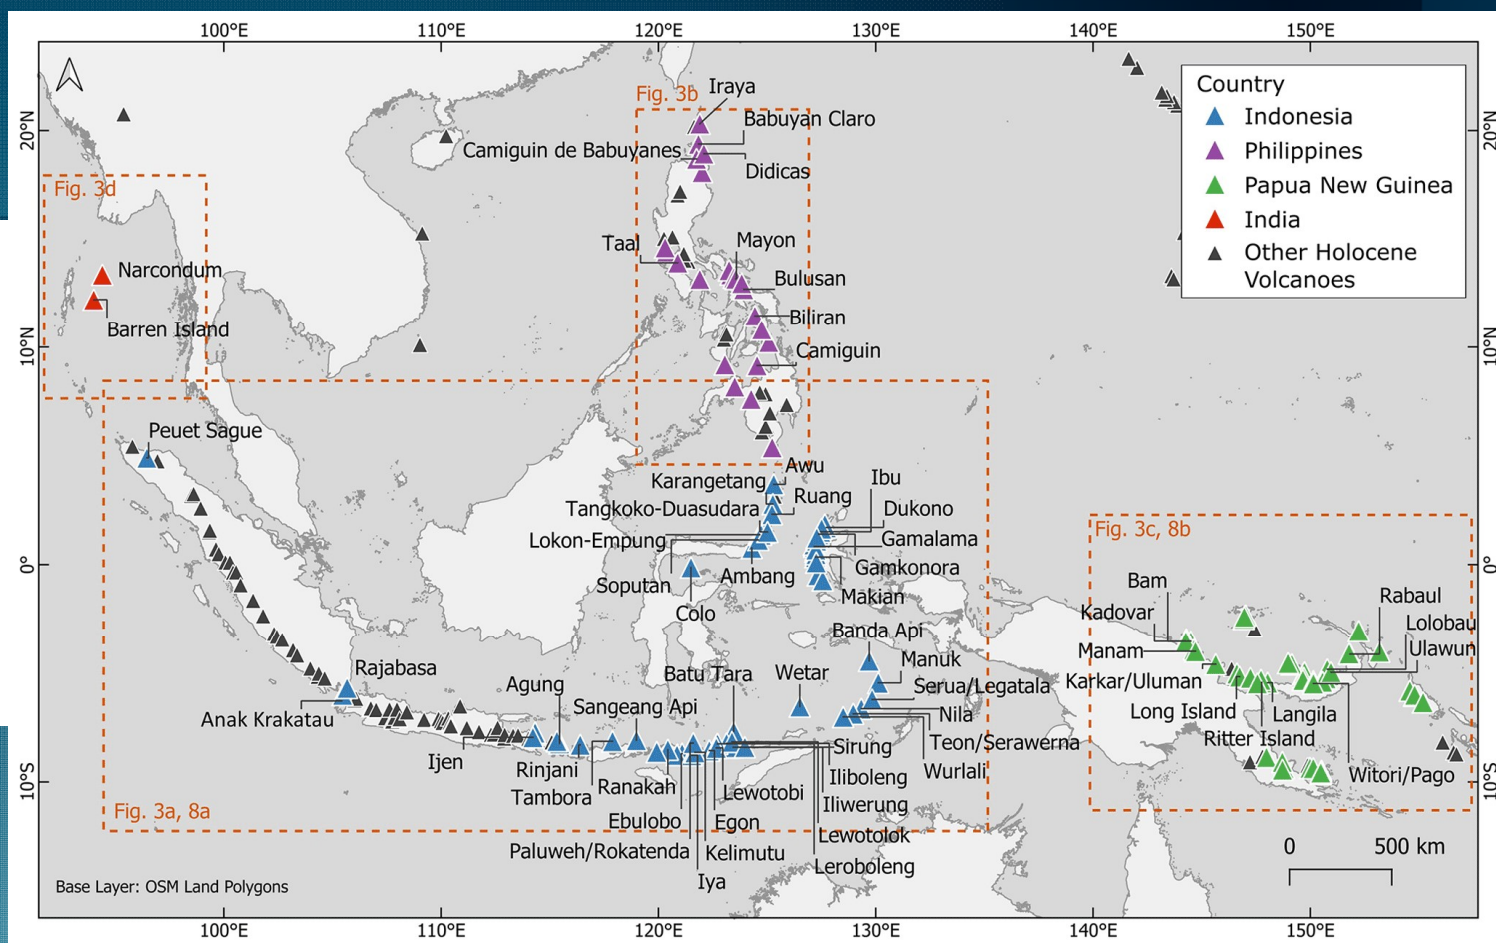 100°E
110°E
120°E
130°E
140°E
150°E
Fig. 3b
Iraya
Babuyan Claro
Camiguin de Babuyanes
Didicas
Country
Indonesia
Philippines
Papua New Guinea
India
Other Holocene
Volcanoes
20°N
20°N
Fig. 3d
Narcondum
Barren Island
Taal
Mayon
Bulusan
Biliran
Camiguin
10°N
10°N
Peuet Sague
Awu
Karangetang
Ruang
Ibu
Tangkoko-Duasudara
Dukono
Lokon-Empung
Gamalama
Gamkonora
Soputan
Ambang
Makian
Colo
0°
0°
Fig. 3c, 8b
Bam
Kadovar
Rabaul
Lolobau
Ulawun
Manam
Karkar/Uluman
Long Island
Langila
Ritter Island
Witori/Pago
Banda Api
Manuk
Batu Tara
Wetar
Serua/Legatala
Nila
Teon/Serawerna
Wurlali
Rajabasa
Anak Krakatau
Agung
Sangeang Api
Sirung
Ijen
Rinjani
Tambora
Ranakah
Lewotobi
Iliboleng
Iliwerung
Ebulobo
Egon
Lewotolok
Paluweh/Rokatenda
Kelimutu
Leroboleng
Iya
10°S
10°S
Fig. 3a, 8a
0 500 km
Base Layer: OSM Land Polygons
100°E
110°E
120°E
130°E
140°E
150°E